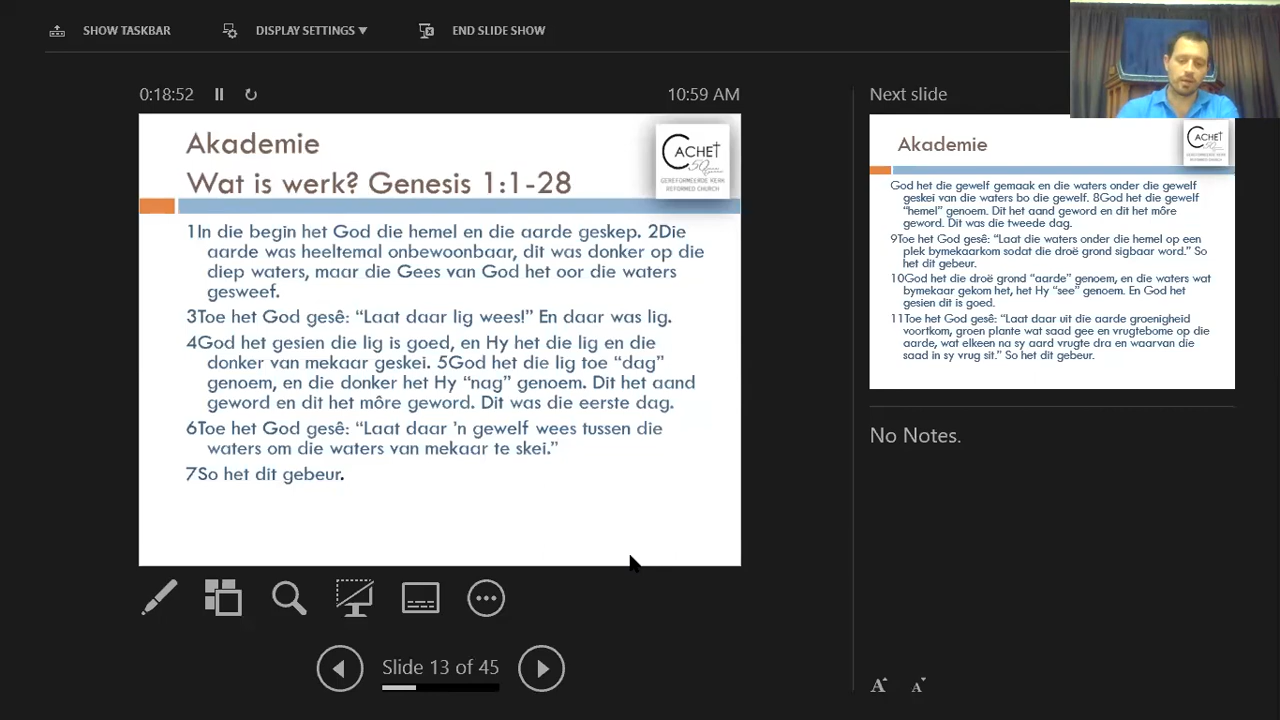 SHOW TASKBAR
DISPLAY SETTINGS ▼
END SLIDE SHOW
0:18:52
10:59 AM
Akademie
Wat is werk? Genesis 1:1-28
CACHET
50
GEREFORMEERDE KERK
REFORMED CHURCH
1In die begin het God die hemel en die aarde geskep. 2Die
aarde was heeltemal onbewoonbaar, dit was donker op die
diep waters, maar die Gees van God het oor die waters
gesweef.
3Toe het God gesê: “Laat daar lig wees!” En daar was lig.
4God het gesien die lig is goed, en Hy het die lig en die
donker van mekaar geskei. 5God het die lig toe “dag”
genoem, en die donker het Hy “nag” genoem. Dit het aand
geword en dit het môre geword. Dit was die eerste dag.
6Toe het God gesê: “Laat daar ’n gewelf wees tussen die
waters om die waters van mekaar te skei.”
7So het dit gebeur.
Slide 13 of 45
Next slide
Akademie
CACHET
50
GEREFORMEERDE KERK
REFORMED CHURCH
God het die gewelf gemaak en die waters onder die gewelf
geskei van die waters bo die gewelf. 8God het die gewelf
“hemel” genoem. Dit het aand geword en dit het môre
geword. Dit was die tweede dag.
9Toe het God gesê: “Laat die waters onder die hemel op een
plek bymekaarkom sodat die droë grond sigbaar word.” So
het dit gebeur.
10God het die droë grond “aarde” genoem, en die waters wat
bymekaar gekom het, het Hy “see” genoem. En God het
gesien dit is goed.
11Toe het God gesê: “Laat daar uit die aarde groenigheid
voortkom, groen plante wat saad gee en vrugtebome op die
aarde, wat elkeen na sy aard vrugte dra en waarvan die
saad in sy vrug sit.” So het dit gebeur.
No Notes.
A A